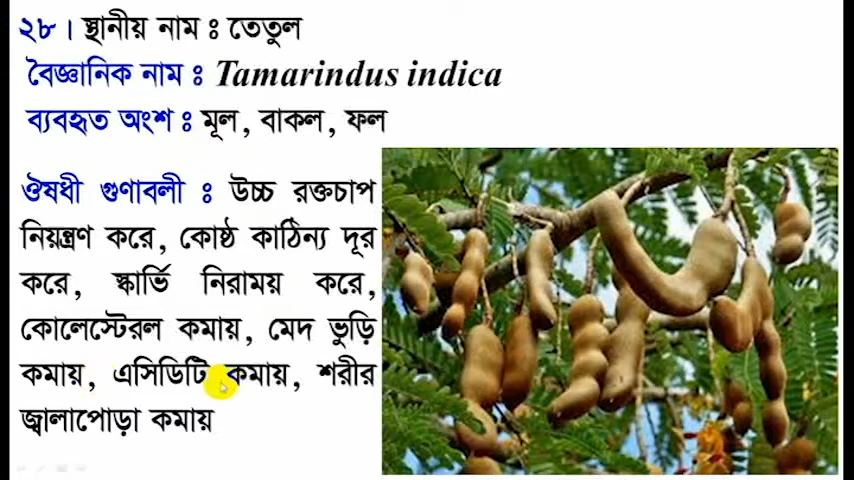 ২৮। স্থানীয় নাম ঃ তেতুল
বৈজ্ঞানিক নাম ঃ Tamarindus indica
ব্যবহৃত অংশ ঃ মূল, বাকল, ফল
ঔষধী গুণাবলী ঃ উচ্চ রক্তচাপ
নিয়ন্ত্রণ করে, কোষ্ঠ কাঠিন্য দূর
করে, স্কার্ভি নিরাময় করে,
কোলেস্টেরল কমায়, মেদ ভুড়ি
কমায়, এসিডিটি কমায়, শরীর
জ্বালাপোড়া কমায়